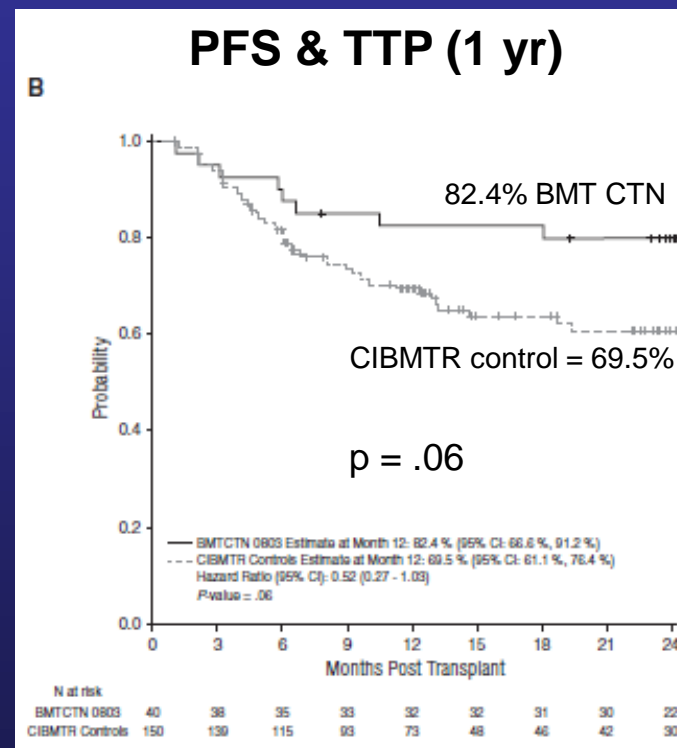 PFS & TTP (1 yr)
B
1.0
0.8
0.6
0.4
0.2
0.0
Probability
82.4% BMT CTN
CIBMTR control = 69.5%
p = .06
BMTCTN 0803 Estimate at Month 12: 82.4 % (95% CI: 66.6 %, 91.2 %)
CIBMTR Controls Estimate at Month 12: 69.5 % (95% CI: 61.1 %, 76.4 %)
Hazard Ratio (95% CI): 0.52 (0.27 - 1.03)
P-value = .06
0 3 6 9 12 15 18 21 24
Months Post Transplant
N at risk
BMTCTN 0803 40 38 35 33 32 32 31 30 22
CIBMTR Controls 150 139 115 93 73 48 46 42 30